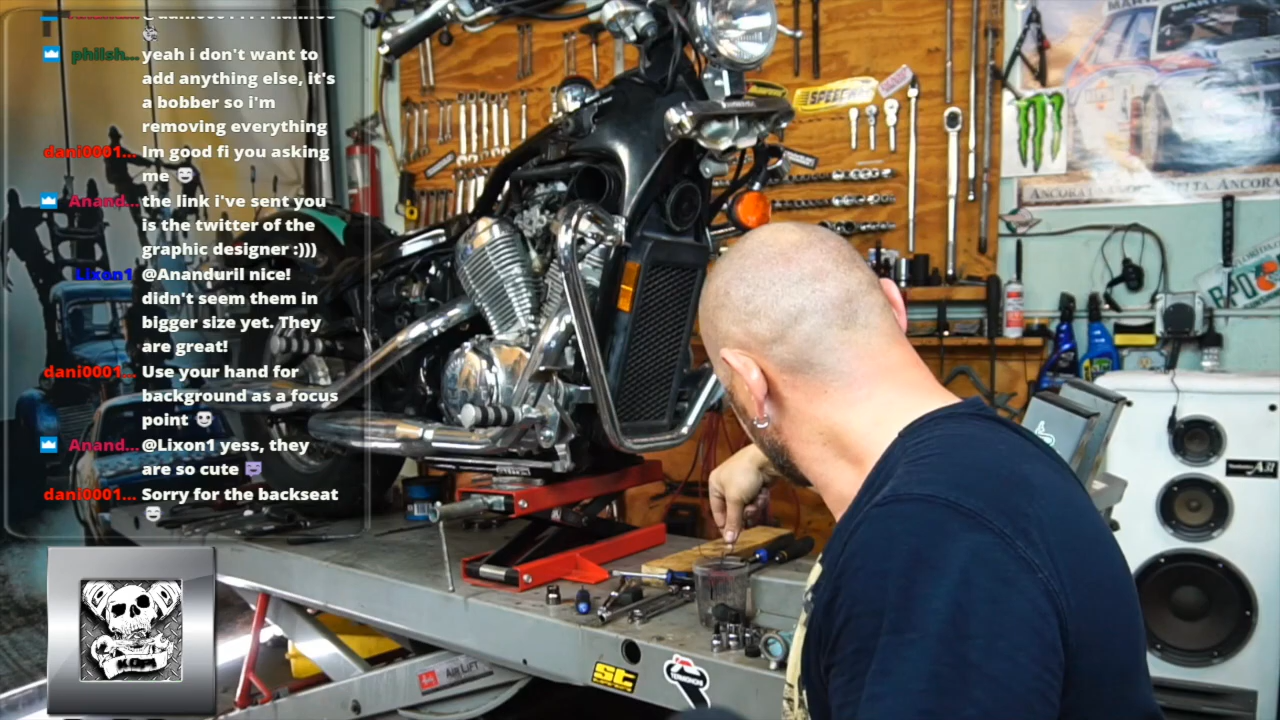 philsh... yeah i don't want to
add anything else, it's
a bobber so i'm
removing everything
dani0001... Im good fi you asking
me
Anand... the link i've sent you
is the twitter of the
graphic designer :)))
Lixon1 @Ananduril nice!
didn't seem them in
bigger size yet. They
are great!
dani0001... Use your hand for
background as a focus
point
Anand... @Lixon1 yess, they
are so cute
dani0001... Sorry for the backseat
AIR LIFT